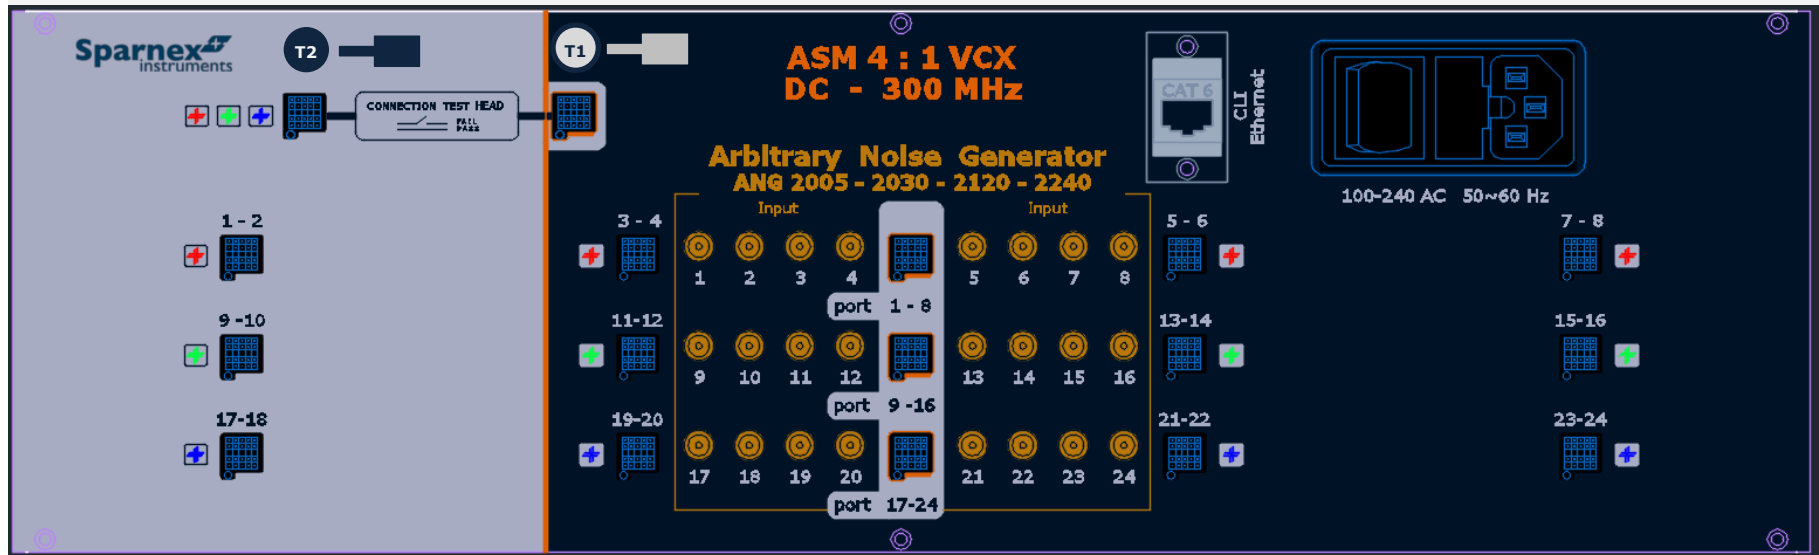 Sparnex
instruments
T2
T1
ASM 4 : 1 VCX
DC - 300 MHz
CAT 6
CLI
Ethernet
CONNECTION TEST HEAD
FAIL
PAZZ
100-240 AC 50~60 Hz
Arbitrary Noise Generator
ANG 2005 - 2030 - 2120 - 2240
Input
Input
1 - 2
3 - 4
5 - 6
7 - 8
1 2 3 4
5 6 7 8
port 1 - 8
9 -10
11-12
13-14
15-16
9 10 11 12
13 14 15 16
port 9 -16
17-18
19-20
21-22
23-24
17 18 19 20
21 22 23 24
port 17-24